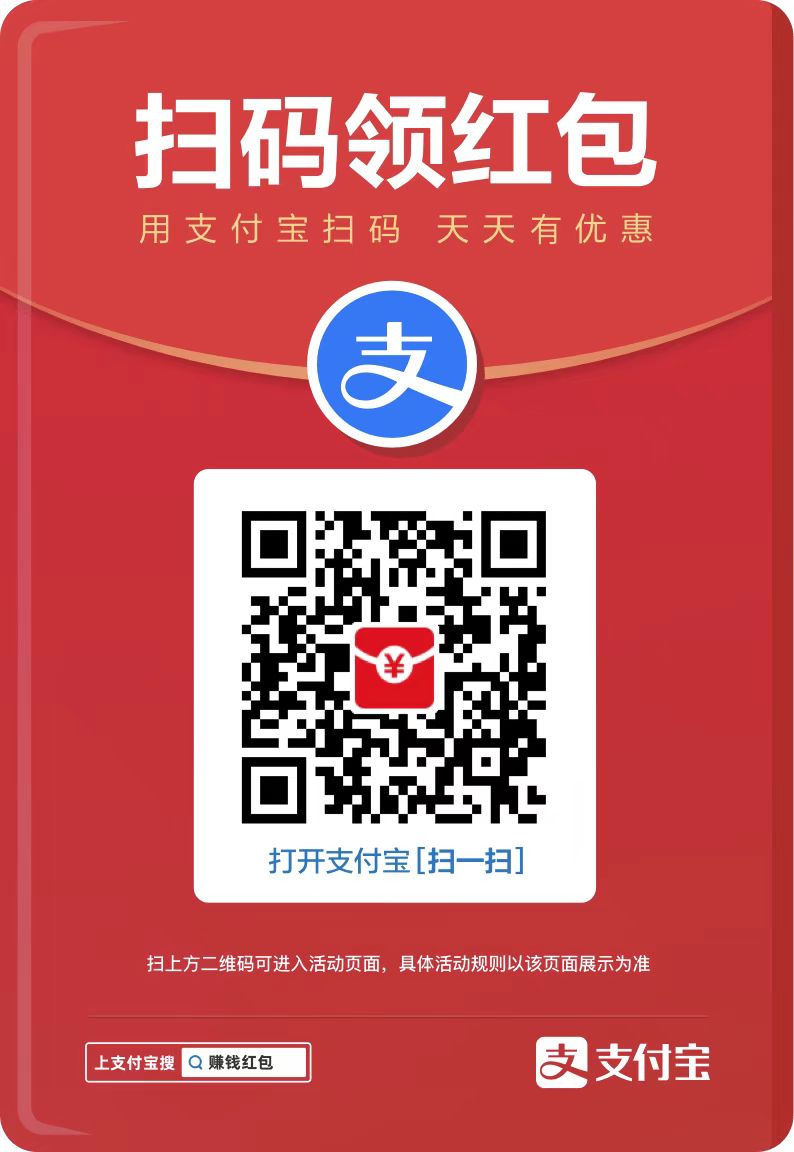 扫码领红包
用支付宝扫码 天天有优惠
支
¥
打开支付宝[扫一扫]
扫上方二维码可进入活动页面，具体活动规则以该页面展示为准
上支付宝搜 赚钱红包
支 支付宝